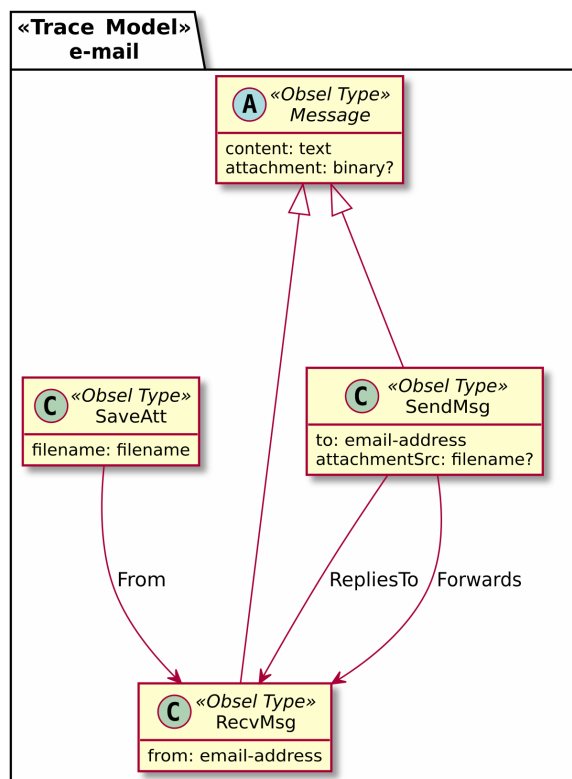 «Trace Model»
e-mail
A
«Obsel Type»
Message
content: text
attachment: binary?
C
«Obsel Type»
SaveAtt
filename: filename
C
«Obsel Type»
SendMsg
to: email-address
attachmentSrc: filename?
From
RepliesTo
Forwards
C
«Obsel Type»
RecvMsg
from: email-address